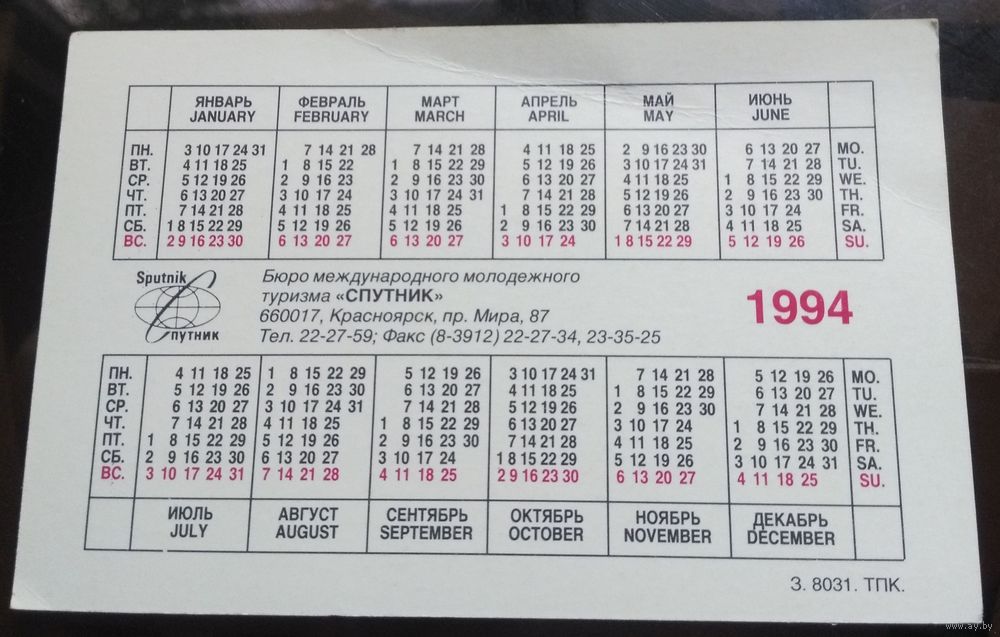 ЯНВАРЬ ФЕВРАЛЬ МАРТ АПРЕЛЬ МАЙ ИЮНЬ
JANUARY FEBRUARY MARCH APRIL MAY JUNE
ПН. 3 10 17 24 31 7 14 21 28 7 14 21 28 4 11 18 25 2 9 16 23 30 6 13 20 27 MO.
ВТ. 4 11 18 25 1 8 15 22 1 8 15 22 29 5 12 19 26 3 10 17 24 31 7 14 21 28 TU.
СР. 5 12 19 26 2 9 16 23 2 9 16 23 30 6 13 20 27 4 11 18 25 1 8 15 22 29 WE.
ЧТ. 6 13 20 27 3 10 17 24 3 10 17 24 31 7 14 21 28 5 12 19 26 2 9 16 23 30 TH.
ПТ. 7 14 21 28 4 11 18 25 4 11 18 25 1 8 15 22 29 6 13 20 27 3 10 17 24 FR.
СБ. 1 8 15 22 29 5 12 19 26 5 12 19 26 2 9 16 23 30 7 14 21 28 4 11 18 25 SA.
ВС. 2 9 16 23 30 6 13 20 27 6 13 20 27 3 10 17 24 1 8 15 22 29 5 12 19 26 SU.
Sputnik
Спутник
Бюро международного молодежного
туризма «СПУТНИК»
660017, Красноярск, пр. Мира, 87
Тел. 22-27-59; Факс (8-3912) 22-27-34, 23-35-25
1994
ПН. 4 11 18 25 1 8 15 22 29 5 12 19 26 3 10 17 24 31 7 14 21 28 5 12 19 26 MO.
ВТ. 5 12 19 26 2 9 16 23 30 6 13 20 27 4 11 18 25 1 8 15 22 29 6 13 20 27 TU.
СР. 6 13 20 27 3 10 17 24 31 7 14 21 28 5 12 19 26 2 9 16 23 30 7 14 21 28 WE.
ЧТ. 7 14 21 28 4 11 18 25 1 8 15 22 29 6 13 20 27 3 10 17 24 1 8 15 22 29 TH.
ПТ. 1 8 15 22 29 5 12 19 26 2 9 16 23 30 7 14 21 28 4 11 18 25 2 9 16 23 30 FR.
СБ. 2 9 16 23 30 6 13 20 27 3 10 17 24 1 8 15 22 29 5 12 19 26 3 10 17 24 31 SA.
ВС. 3 10 17 24 31 7 14 21 28 4 11 18 25 2 9 16 23 30 6 13 20 27 4 11 18 25 SU.
ИЮЛЬ АВГУСТ СЕНТЯБРЬ ОКТЯБРЬ НОЯБРЬ ДЕКАБРЬ
JULY AUGUST SEPTEMBER OCTOBER NOVEMBER DECEMBER
З. 8031. ТПК.
www.ay.by